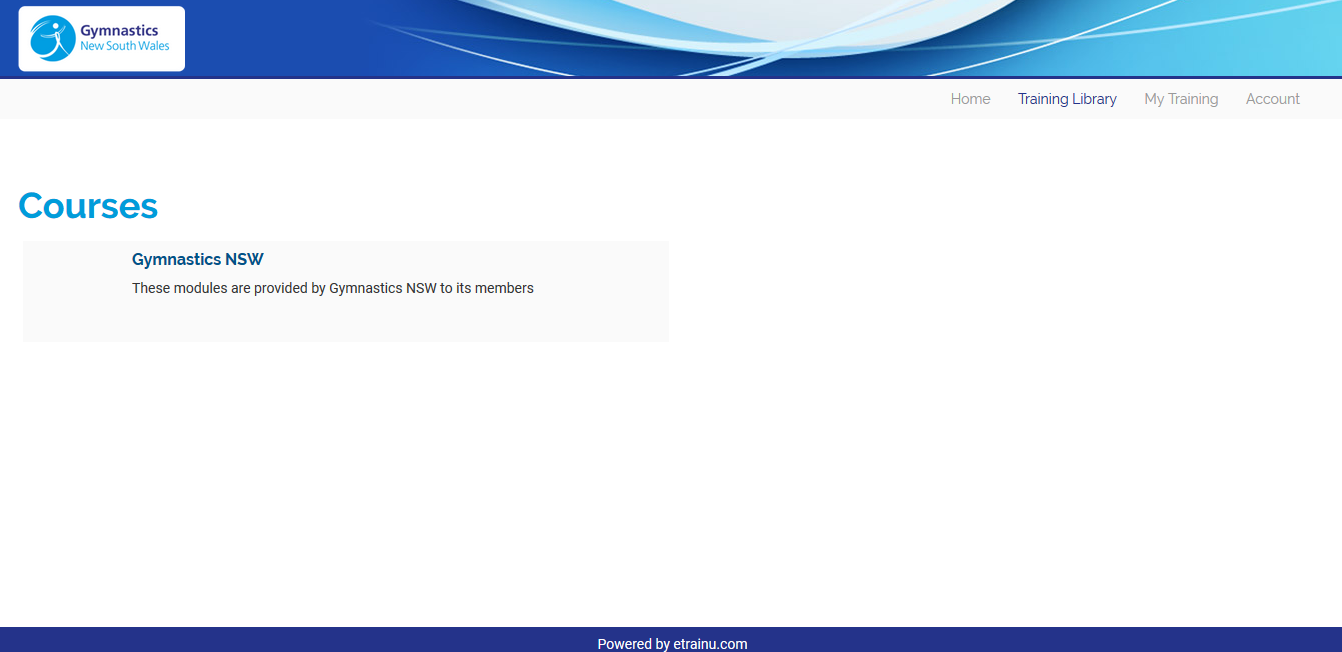 Gymnastics
New South Wales
Home Training Library My Training Account
Courses
Gymnastics NSW
These modules are provided by Gymnastics NSW to its members
Powered by etrainu.com